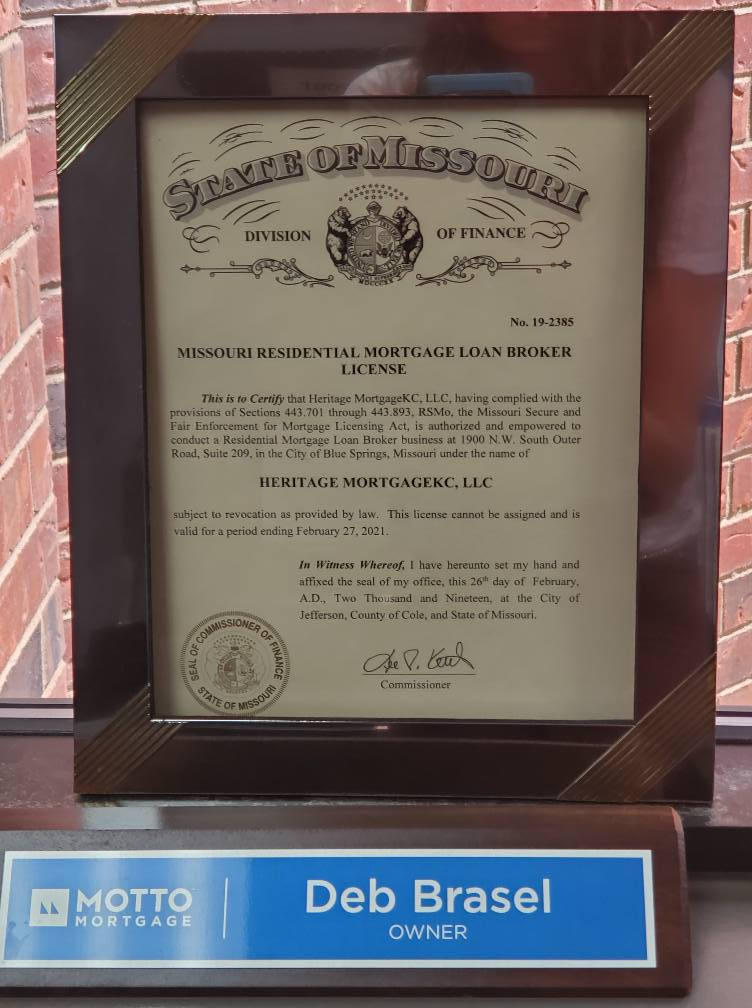 STATE OF MISSOURI
DIVISION OF FINANCE
MDCCCXX
No. 19-2385
MISSOURI RESIDENTIAL MORTGAGE LOAN BROKER
LICENSE
This is to Certify that Heritage MortgageKC, LLC, having complied with the
provisions of Sections 443.701 through 443.893, RSMo, the Missouri Secure and
Fair Enforcement for Mortgage Licensing Act, is authorized and empowered to
conduct a Residential Mortgage Loan Broker business at 1900 N.W. South Outer
Road, Suite 209, in the City of Blue Springs, Missouri under the name of
HERITAGE MORTGAGEKC, LLC
subject to revocation as provided by law. This license cannot be assigned and is
valid for a period ending February 27, 2021.
In Witness Whereof, I have hereunto set my hand and
affixed the seal of my office, this 26th day of February,
A.D., Two Thousand and Nineteen, at the City of
Jefferson, County of Cole, and State of Missouri.
SEAL OF COMMISSIONER OF FINANCE
STATE OF MISSOURI
Commissioner
MOTTO
MORTGAGE
Deb Brasel
OWNER